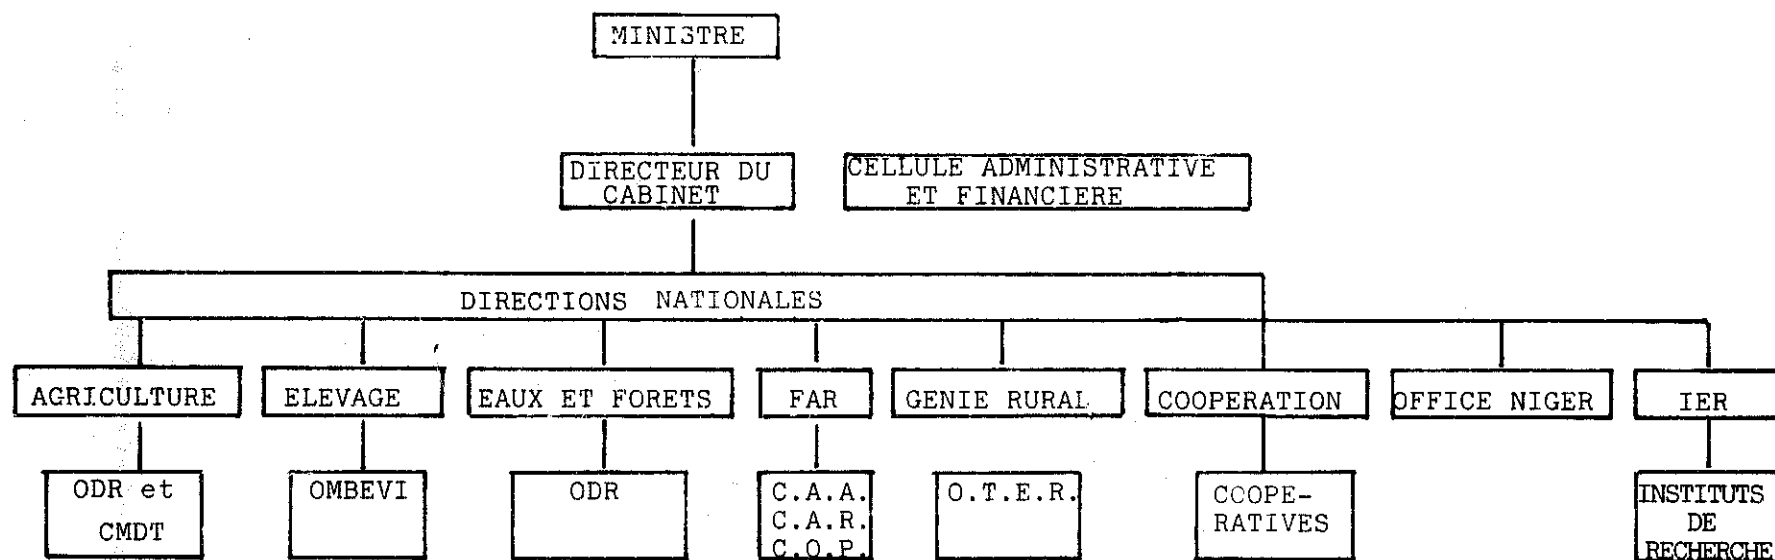 MINISTRE
DIRECTEUR DU
CABINET
CELLULE ADMINISTRATIVE
ET FINANCIERE
DIRECTIONS NATIONALES
AGRICULTURE
ELEVAGE
EAUX ET FORETS
FAR
GENIE RURAL
COOPERATION
OFFICE NIGER
IER
ODR et
CMDT
OMBEVI
ODR
C.A.A.
C.A.R.
C.O.P.
O.T.E.R.
COOPE-
RATIVES
INSTITUTS
DE
RECHERCHE